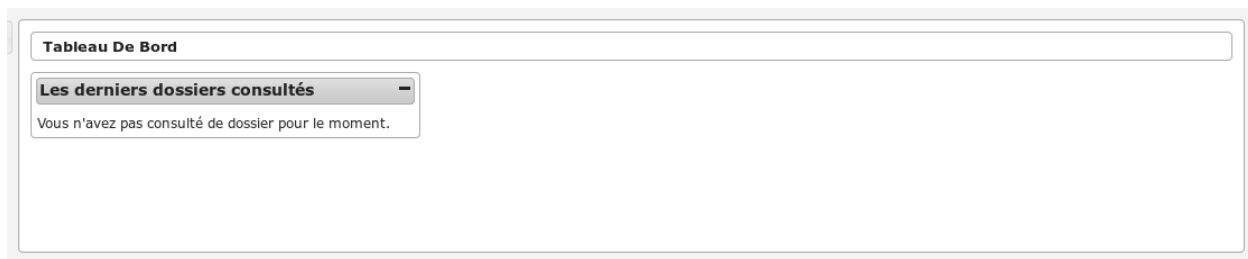 Tableau De Bord
Les derniers dossiers consultés
Vous n'avez pas consulté de dossier pour le moment.